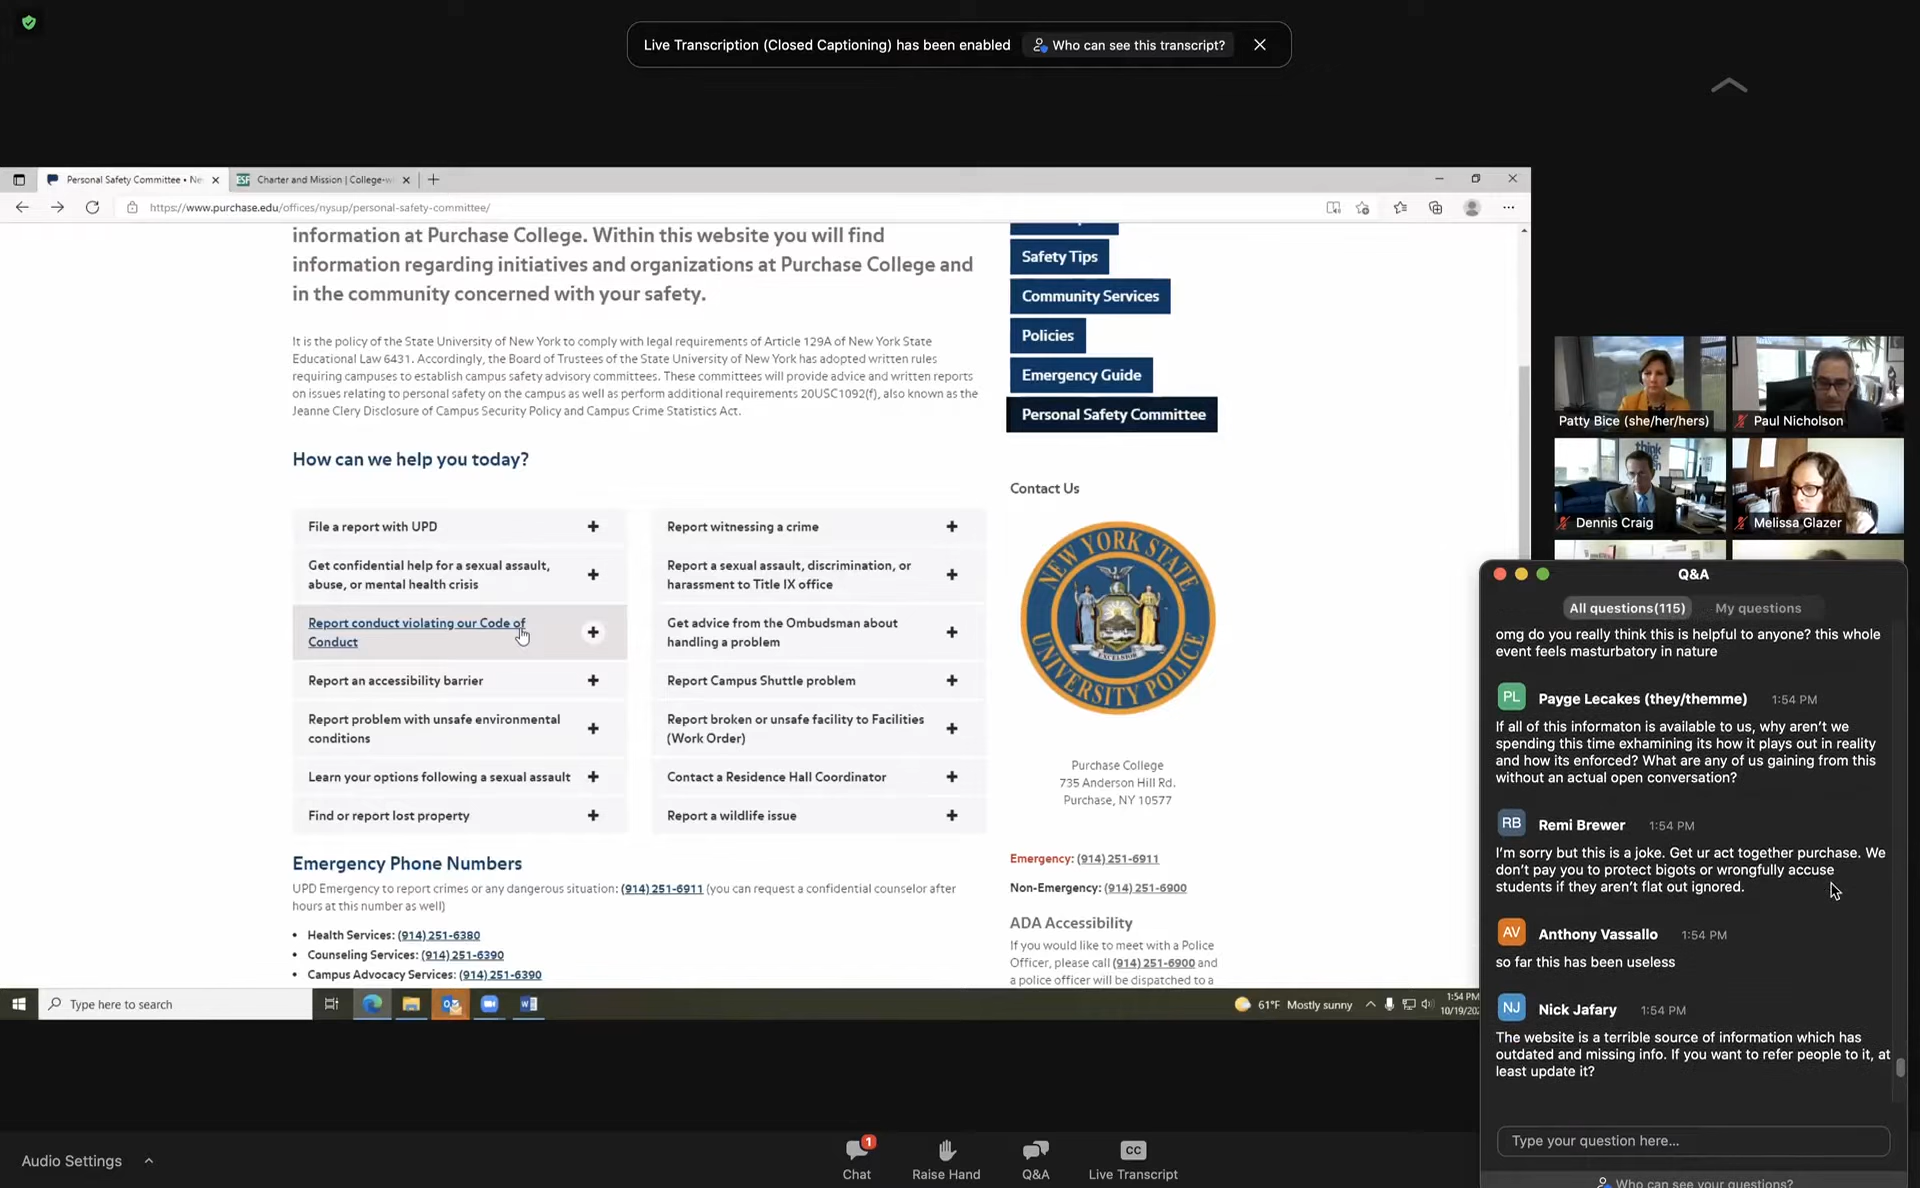 Live Transcription (Closed Captioning) has been enabled
Who can see this transcript?
Personal Safety Committee • Ne
ESF
Charter and Mission | College-w
https://www.purchase.edu/offices/nysup/personal-safety-committee/
information at Purchase College. Within this website you will find
information regarding initiatives and organizations at Purchase College and
in the community concerned with your safety.
It is the policy of the State University of New York to comply with legal requirements of Article 129A of New York State
Educational Law 6431. Accordingly, the Board of Trustees of the State University of New York has adopted written rules
requiring campuses to establish campus safety advisory committees. These committees will provide advice and written reports
on issues relating to personal safety on the campus as well as perform additional requirements 20USC1092(f), also known as the
Jeanne Clery Disclosure of Campus Security Policy and Campus Crime Statistics Act.
How can we help you today?
File a report with UPD
Get confidential help for a sexual assault,
abuse, or mental health crisis
Report conduct violating our Code of
Conduct
Report an accessibility barrier
Report problem with unsafe environmental
conditions
Learn your options following a sexual assault
Find or report lost property
Report witnessing a crime
Report a sexual assault, discrimination, or
harassment to Title IX office
Get advice from the Ombudsman about
handling a problem
Report Campus Shuttle problem
Report broken or unsafe facility to Facilities
(Work Order)
Contact a Residence Hall Coordinator
Report a wildlife issue
Emergency Phone Numbers
UPD Emergency to report crimes or any dangerous situation: (914) 251-6911 (you can request a confidential counselor after
hours at this number as well)
• Health Services: (914) 251-6380
• Counseling Services: (914) 251-6390
• Campus Advocacy Services: (914) 251-6390
Safety Tips
Community Services
Policies
Emergency Guide
Personal Safety Committee
Contact Us
NEW YORK STATE
EXCELSIOR
UNIVERSITY POLICE
Purchase College
735 Anderson Hill Rd.
Purchase, NY 10577
Emergency: (914) 251-6911
Non-Emergency: (914) 251-6900
ADA Accessibility
If you would like to meet with a Police
Officer, please call (914) 251-6900 and
a police officer will be dispatched to a
Type here to search
61°F Mostly sunny
1:54 PM
10/19/202
Patty Bice (she/her/hers)
Paul Nicholson
think
Dennis Craig
Melissa Glazer
Q&A
All questions(115)
My questions
omg do you really think this is helpful to anyone? this whole
event feels masturbatory in nature
PL
Payge Lecakes (they/themme) 1:54 PM
If all of this informaton is available to us, why aren't we
spending this time exhamining its how it plays out in reality
and how its enforced? What are any of us gaining from this
without an actual open conversation?
RB
Remi Brewer 1:54 PM
I'm sorry but this is a joke. Get ur act together purchase. We
don't pay you to protect bigots or wrongfully accuse
students if they aren't flat out ignored.
AV
Anthony Vassallo 1:54 PM
so far this has been useless
NJ
Nick Jafary 1:54 PM
The website is a terrible source of information which has
outdated and missing info. If you want to refer people to it, at
least update it?
Type your question here...
Who can see your questions?
Audio Settings
1
Chat
Raise Hand
Q&A
CC
Live Transcript